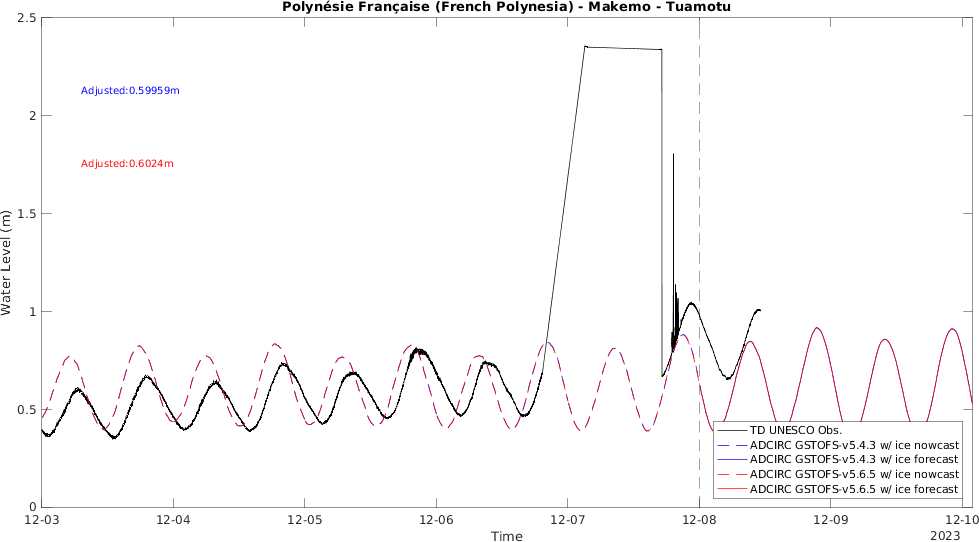 Polynésie Française (French Polynesia) - Makemo - Tuamotu
2.5
2
1.5
1
0.5
0
Water Level (m)
Adjusted:0.59959m
Adjusted:0.6024m
TD UNESCO Obs.
ADCIRC GSTOFS-v5.4.3 w/ ice nowcast
ADCIRC GSTOFS-v5.4.3 w/ ice forecast
ADCIRC GSTOFS-v5.6.5 w/ ice nowcast
ADCIRC GSTOFS-v5.6.5 w/ ice forecast
12-03 12-04 12-05 12-06 12-07 12-08 12-09 12-10
Time
2023